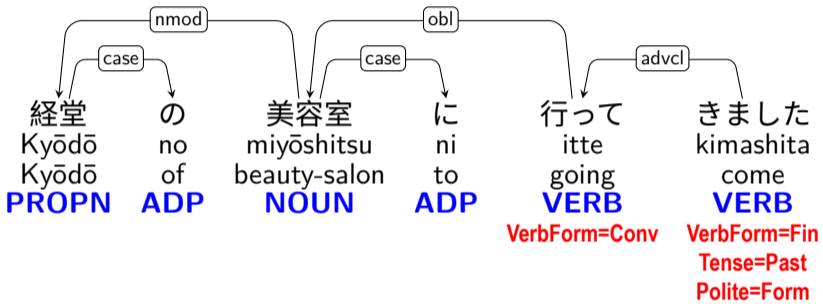 nmod obl
case case advcl
経堂 の 美容室 に 行って きました
Kyōdō no miyōshitsu ni itte kimashita
Kyōdō of beauty-salon to going come
PROPN ADP NOUN ADP VERB VERB
VerbForm=Conv VerbForm=Fin
Tense=Past
Polite=Form